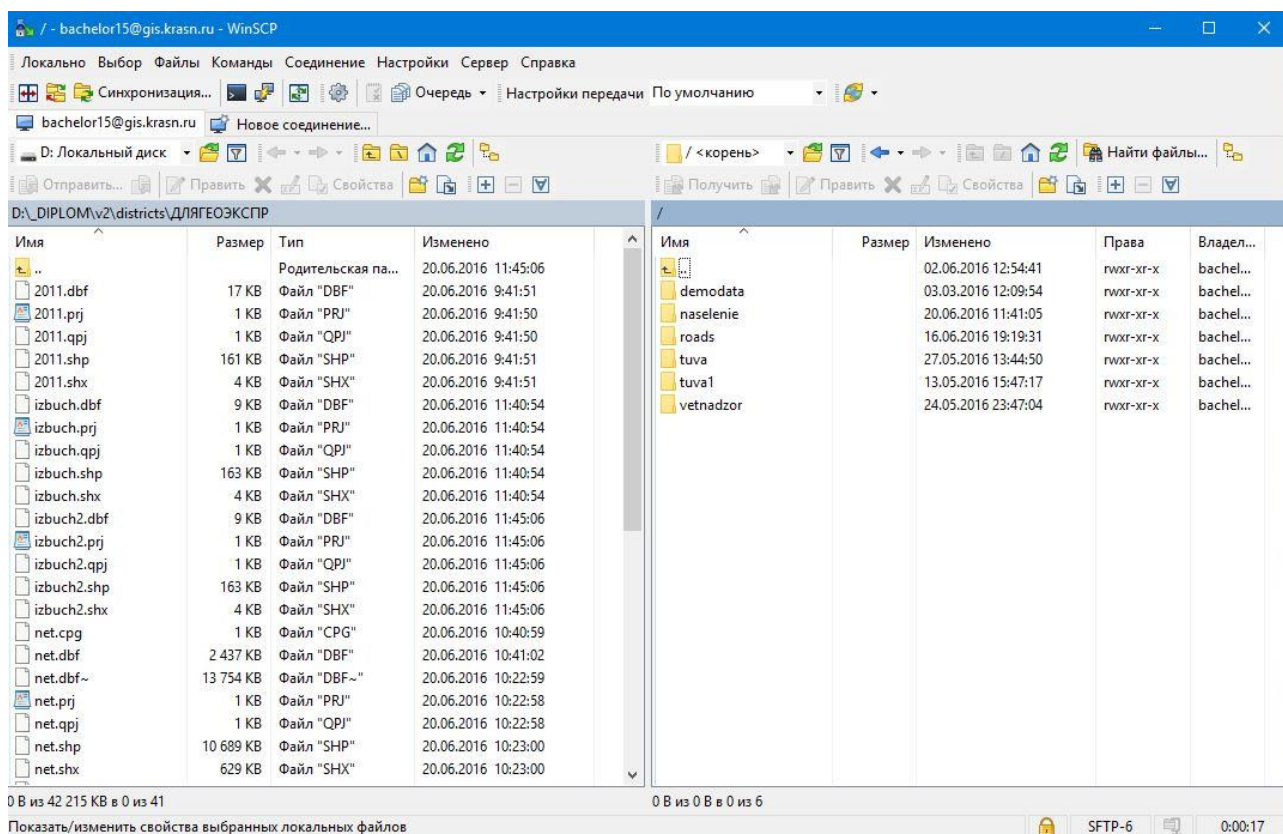 / - bachelor15@gis.krasn.ru - WinSCP
Локально Выбор Файлы Команды Соединение Настройки Сервер Справка
Синхронизация... Очередь Настройки передачи По умолчанию
bachelor15@gis.krasn.ru Новое соединение...
D: Локальный диск
Отправить... Править Свойства
D:\_DIPLOM\v2\districts\ДЛЯГЕОЭКСПР
Имя Размер Тип Изменено
.. Родительская па... 20.06.2016 11:45:06
2011.dbf 17 KB Файл "DBF" 20.06.2016 9:41:51
2011.prj 1 KB Файл "PRJ" 20.06.2016 9:41:50
2011.qpj 1 KB Файл "QPJ" 20.06.2016 9:41:50
2011.shp 161 KB Файл "SHP" 20.06.2016 9:41:51
2011.shx 4 KB Файл "SHX" 20.06.2016 9:41:51
izbuch.dbf 9 KB Файл "DBF" 20.06.2016 11:40:54
izbuch.prj 1 KB Файл "PRJ" 20.06.2016 11:40:54
izbuch.qpj 1 KB Файл "QPJ" 20.06.2016 11:40:54
izbuch.shp 163 KB Файл "SHP" 20.06.2016 11:40:54
izbuch.shx 4 KB Файл "SHX" 20.06.2016 11:40:54
izbuch2.dbf 9 KB Файл "DBF" 20.06.2016 11:45:06
izbuch2.prj 1 KB Файл "PRJ" 20.06.2016 11:45:06
izbuch2.qpj 1 KB Файл "QPJ" 20.06.2016 11:45:06
izbuch2.shp 163 KB Файл "SHP" 20.06.2016 11:45:06
izbuch2.shx 4 KB Файл "SHX" 20.06.2016 11:45:06
net.cpg 1 KB Файл "CPG" 20.06.2016 10:40:59
net.dbf 2 437 KB Файл "DBF" 20.06.2016 10:41:02
net.dbf~ 13 754 KB Файл "DBF~" 20.06.2016 10:22:59
net.prj 1 KB Файл "PRJ" 20.06.2016 10:22:58
net.qpj 1 KB Файл "QPJ" 20.06.2016 10:22:58
net.shp 10 689 KB Файл "SHP" 20.06.2016 10:23:00
net.shx 629 KB Файл "SHX" 20.06.2016 10:23:00
0 B из 42 215 KB в 0 из 41
/ <корень> Найти файлы...
Получить Править Свойства
/
Имя Размер Изменено Права Владел...
.. 02.06.2016 12:54:41 rwxr-xr-x bachel...
demodata 03.03.2016 12:09:54 rwxr-xr-x bachel...
naselenie 20.06.2016 11:41:05 rwxr-xr-x bachel...
roads 16.06.2016 19:19:31 rwxr-xr-x bachel...
tuva 27.05.2016 13:44:50 rwxr-xr-x bachel...
tuva1 13.05.2016 15:47:17 rwxr-xr-x bachel...
vetnadzor 24.05.2016 23:47:04 rwxr-xr-x bachel...
0 B из 0 B в 0 из 6
Показать/изменить свойства выбранных локальных файлов SFTP-6 0:00:17